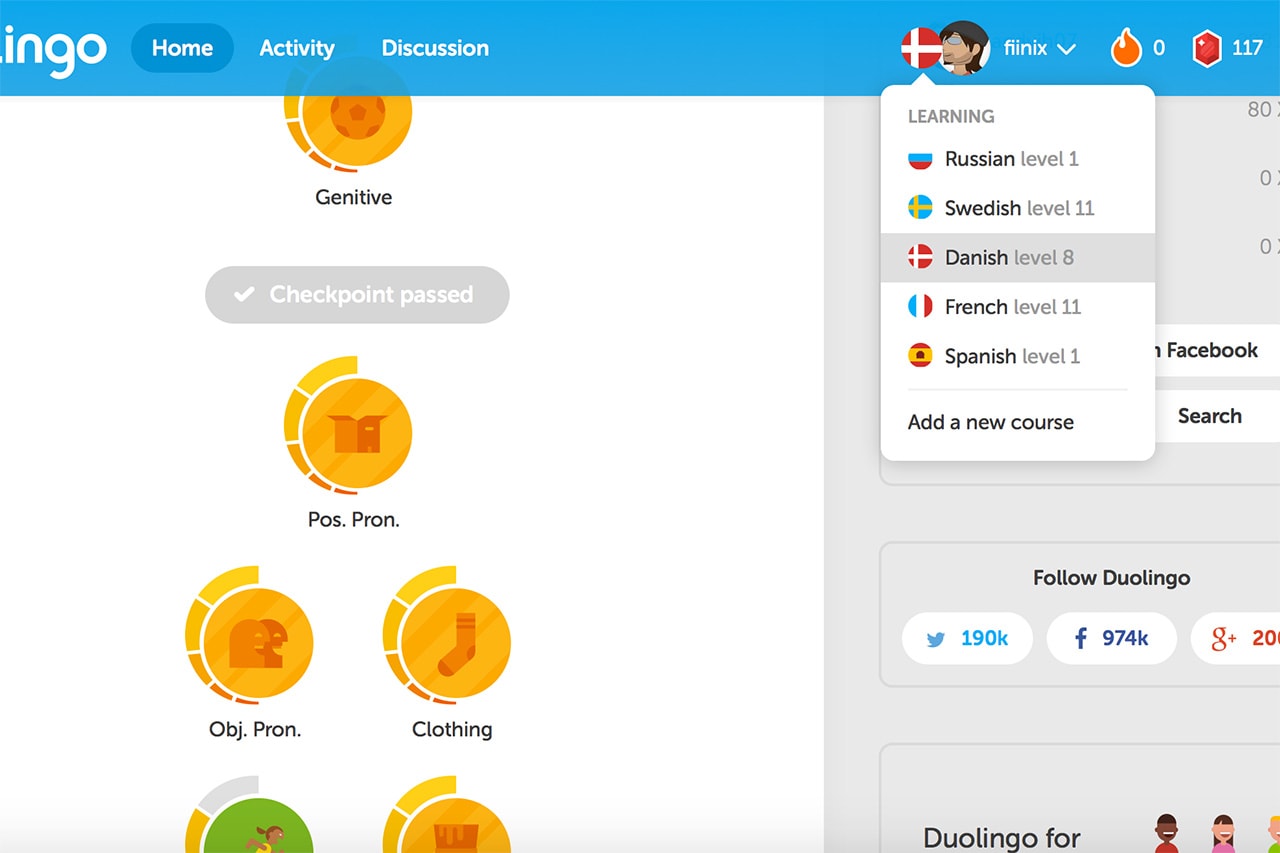 lingo
Home
Activity
Discussion
fiinix
0
117
LEARNING
Russian level 1
Swedish level 11
Danish level 8
French level 11
Spanish level 1
Add a new course
Genitive
Checkpoint passed
Pos. Pron.
Obj. Pron.
Clothing
80 X
0 X
0 X
Facebook
Search
Follow Duolingo
190k
974k
g+ 200
Duolingo for